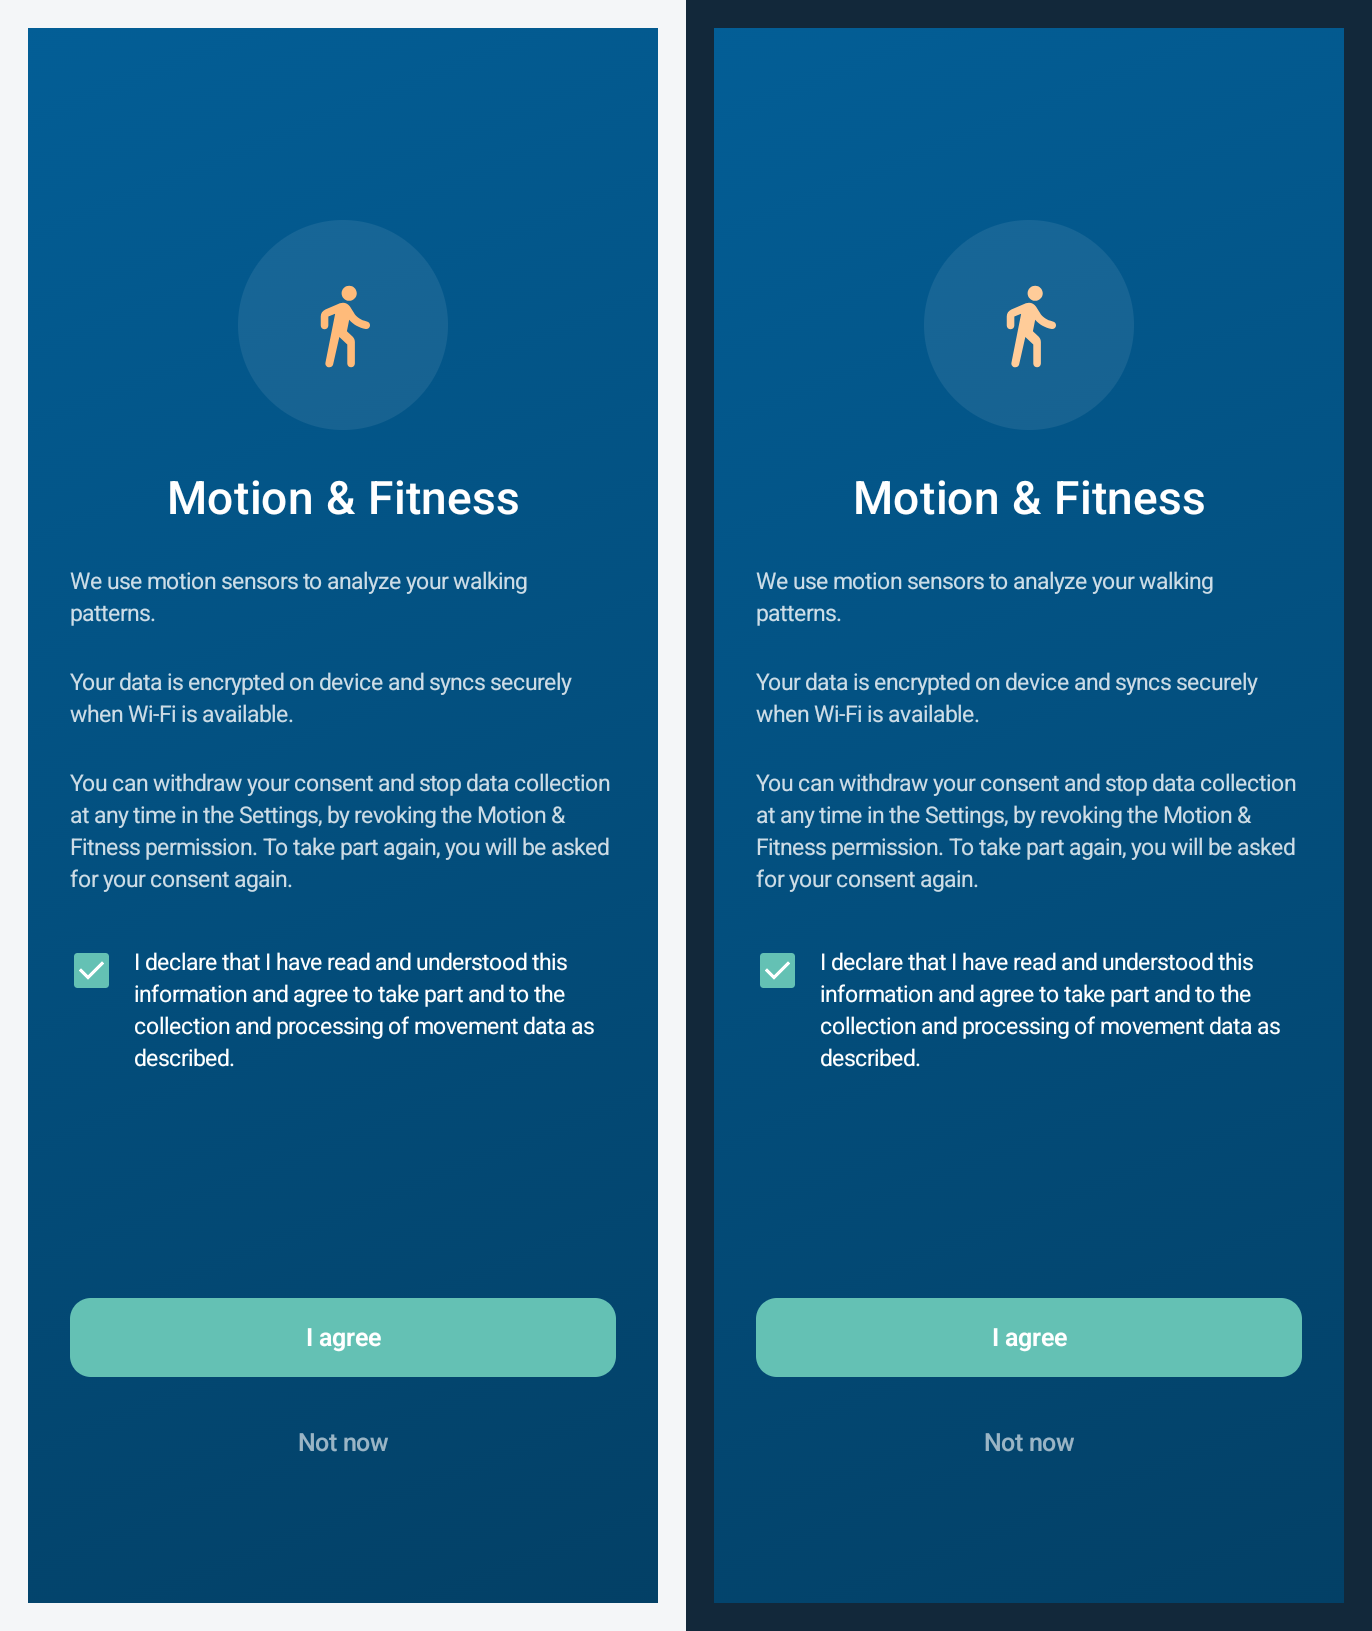 Motion & Fitness
We use motion sensors to analyze your walking
patterns.
Your data is encrypted on device and syncs securely
when Wi-Fi is available.
You can withdraw your consent and stop data collection
at any time in the Settings, by revoking the Motion &
Fitness permission. To take part again, you will be asked
for your consent again.
I declare that I have read and understood this
information and agree to take part and to the
collection and processing of movement data as
described.
I agree
Not now
Motion & Fitness
We use motion sensors to analyze your walking
patterns.
Your data is encrypted on device and syncs securely
when Wi-Fi is available.
You can withdraw your consent and stop data collection
at any time in the Settings, by revoking the Motion &
Fitness permission. To take part again, you will be asked
for your consent again.
I declare that I have read and understood this
information and agree to take part and to the
collection and processing of movement data as
described.
I agree
Not now